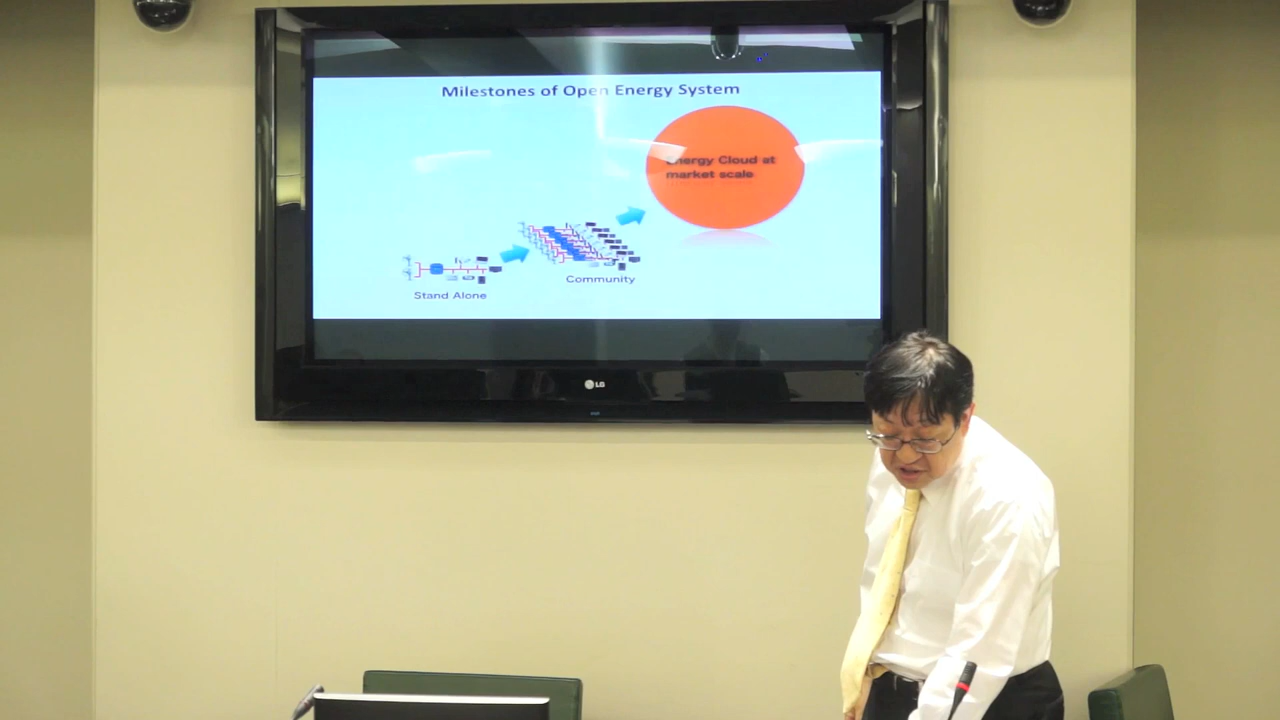 Milestones of Open Energy System
Energy Cloud at
market scale
Community
Stand Alone
LG